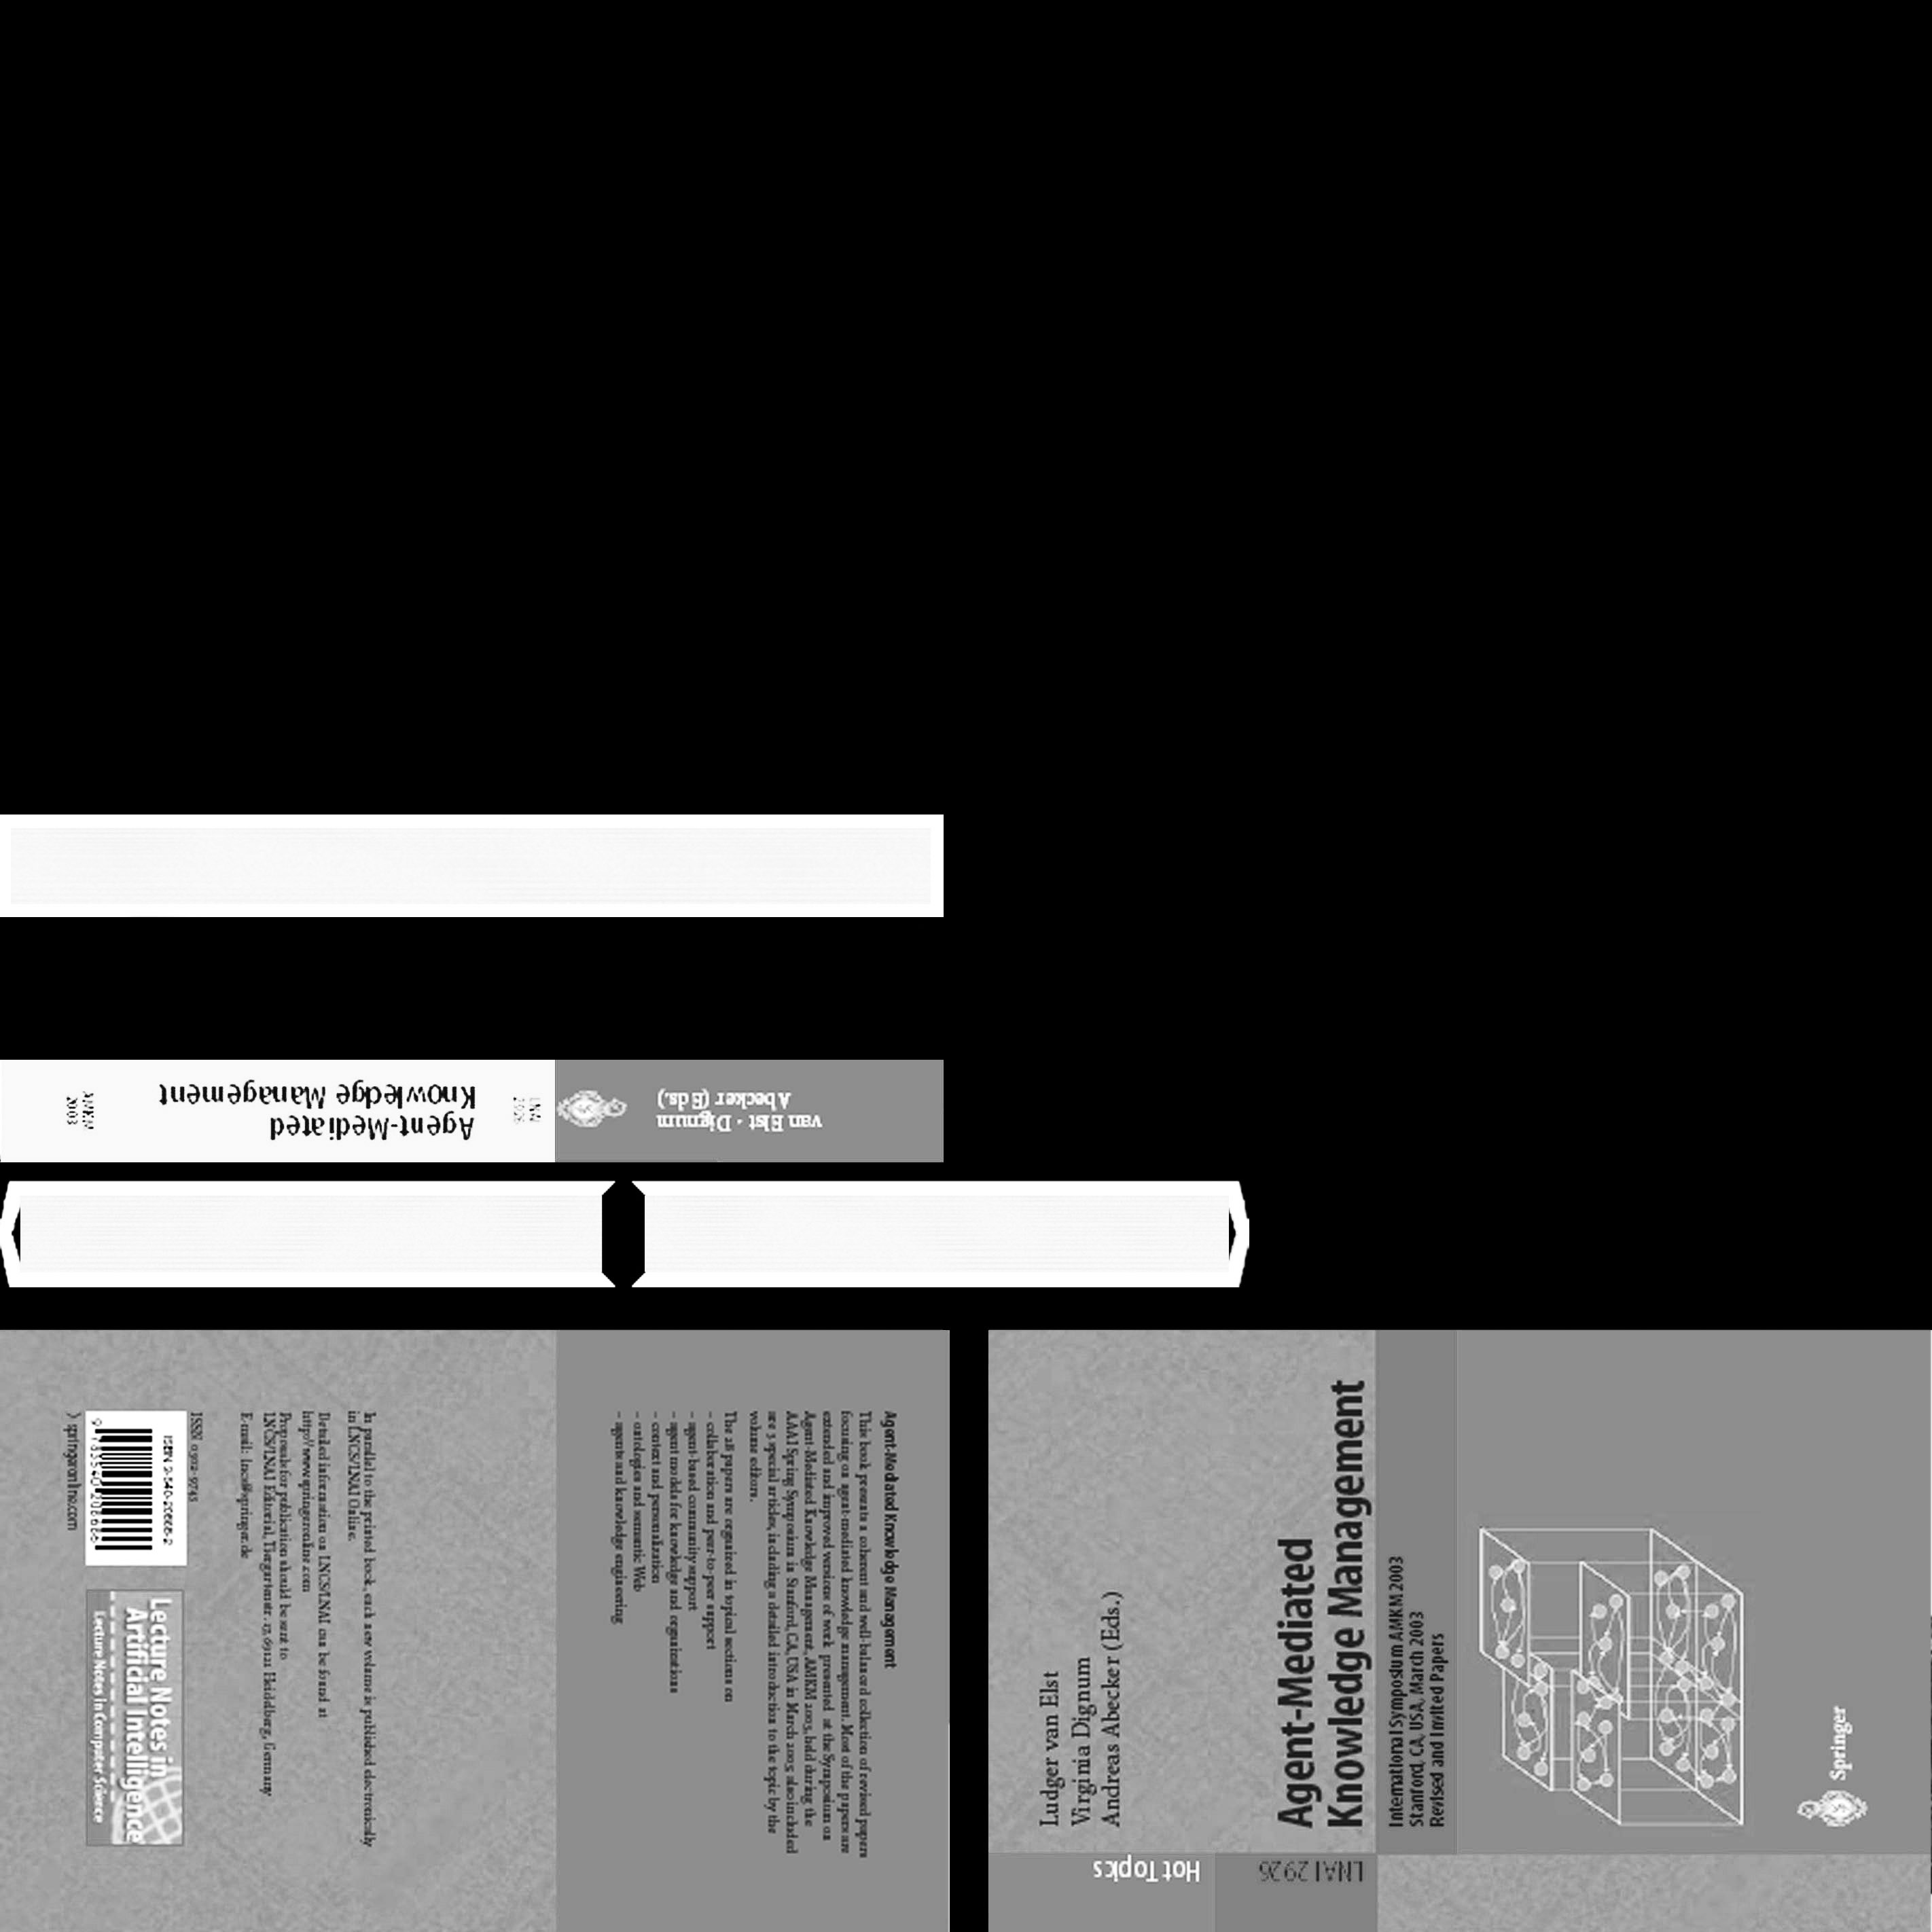 Agent-Mediated
Knowledge Management
AMKM
2003
LNAI
2926
van Elst · Dignum
Abecker (Eds.)
Agent-Mediated Knowledge Management
This book presents a coherent and well-balanced collection of revised papers
focusing on agent-mediated knowledge management. Most of the papers are
extended and improved versions of work presented at the Symposium on
Agent-Mediated Knowledge Management, AMKM 2003, held during the
AAAI Spring Symposium in Stanford, CA, USA in March 2003; also included
are 3 special articles, including a detailed introduction to the topic by the
volume editors.
The 28 papers are organized in topical sections on
– collaboration and peer-to-peer support
– agent-based community support
– agent models for knowledge and organizations
– context and personalization
– ontologies and semantic Web
– agents and knowledge engineering
In parallel to the printed book, each new volume is published electronically
in LNCS/LNAI Online.
Detailed information on LNCS/LNAI can be found at
http://www.springeronline.com
Proposals for publication should be sent to
LNCS/LNAI Editorial, Tiergartenstr. 17, 69121 Heidelberg, Germany
E-mail: lncs@springer.de
ISSN 0302-9743
9 783540 208686
› springeronline.com
Lecture Notes in
Artificial Intelligence
Lecture Notes in Computer Science
Ludger van Elst
Virginia Dignum
Andreas Abecker (Eds.)
Agent-Mediated
Knowledge Management
International Symposium AMKM 2003
Stanford, CA, USA, March 2003
Revised and Invited Papers
Springer
Hot Topics
LNAI 2926